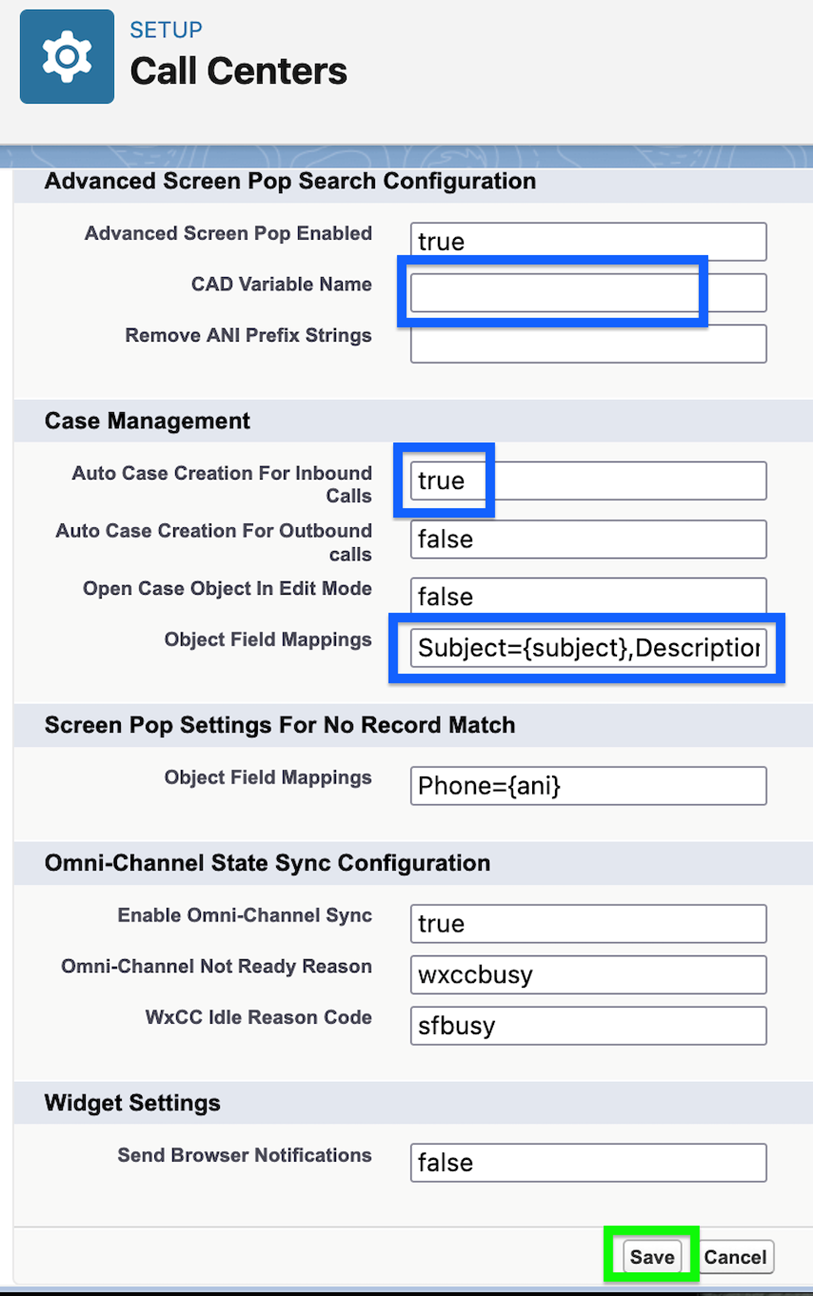 SETUP
Call Centers
Advanced Screen Pop Search Configuration
Advanced Screen Pop Enabled
true
CAD Variable Name
Remove ANI Prefix Strings
Case Management
Auto Case Creation For Inbound
Calls
true
Auto Case Creation For Outbound
calls
false
Open Case Object In Edit Mode
false
Object Field Mappings
Subject={subject},Description
Screen Pop Settings For No Record Match
Object Field Mappings
Phone={ani}
Omni-Channel State Sync Configuration
Enable Omni-Channel Sync
true
Omni-Channel Not Ready Reason
wxccbusy
WxCC Idle Reason Code
sfbusy
Widget Settings
Send Browser Notifications
false
Save
Cancel